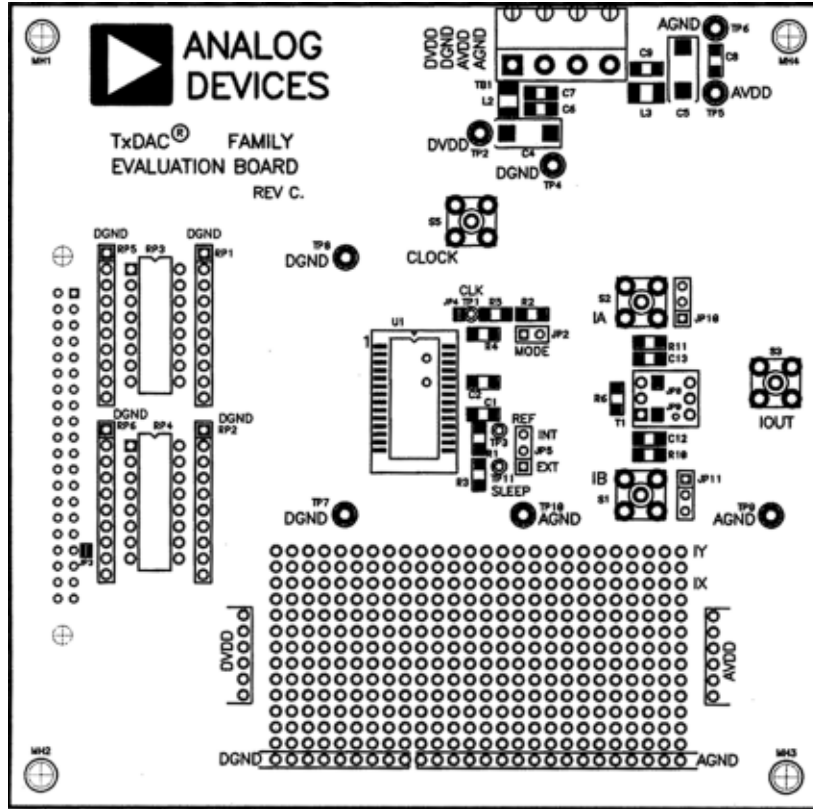 MH1
ANALOG
DEVICES
TxDAC® FAMILY
EVALUATION BOARD
REV C.
DVDD
DGND
AVDD
AGND
TB1
L2
C7
C6
DVDD
TP2
C4
DGND
TP4
C9
L3
C5
AGND
TP6
C8
AVDD
TP5
MH4
S5
CLOCK
TP8
DGND
DGND
RP5
RP3
DGND
RP1
DGND
RP6
RP4
DGND
RP2
JP3
U1
1
CLK
JP4
TP1
R5
R2
R4
JP2
MODE
C2
C1
R1
TP3
REF
INT
JP5
EXT
R3
TP11
SLEEP
S2
IA
JP10
R11
C13
R6
T1
JP8
JP9
C12
R10
IB
S1
JP11
S3
IOUT
TP7
DGND
TP10
AGND
TP9
AGND
IY
IX
DVDD
AVDD
DGND
AGND
MH2
MH3